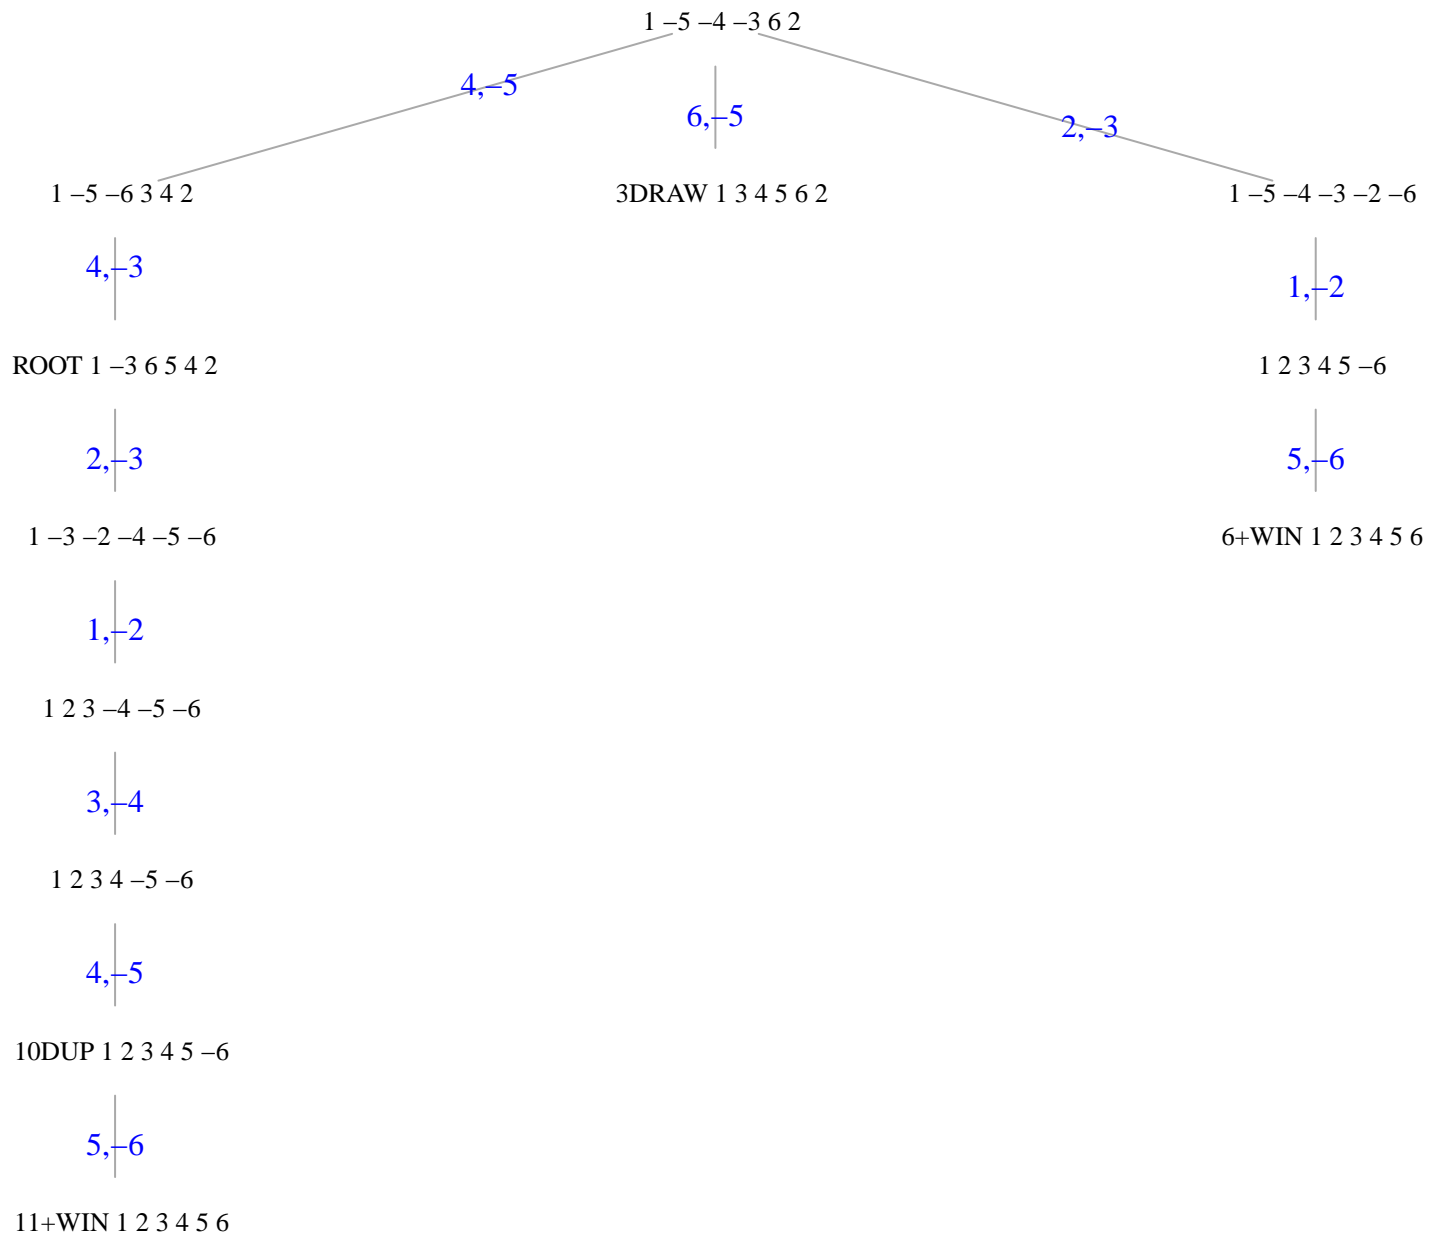 1 –5 –4 –3 6 2
4,–5
6,–5
2,–3
1 –5 –6 3 4 2
3DRAW 1 3 4 5 6 2
1 –5 –4 –3 –2 –6
4,–3
1,–2
ROOT 1 –3 6 5 4 2
1 2 3 4 5 –6
2,–3
5,–6
1 –3 –2 –4 –5 –6
6+WIN 1 2 3 4 5 6
1,–2
1 2 3 –4 –5 –6
3,–4
1 2 3 4 –5 –6
4,–5
10DUP 1 2 3 4 5 –6
5,–6
11+WIN 1 2 3 4 5 6